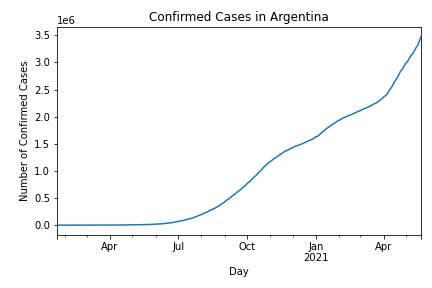 Confirmed Cases in Argentina
1e6
3.5
3.0
2.5
2.0
1.5
1.0
0.5
0.0
Number of Confirmed Cases
Apr Jul Oct Jan Apr
2021
Day